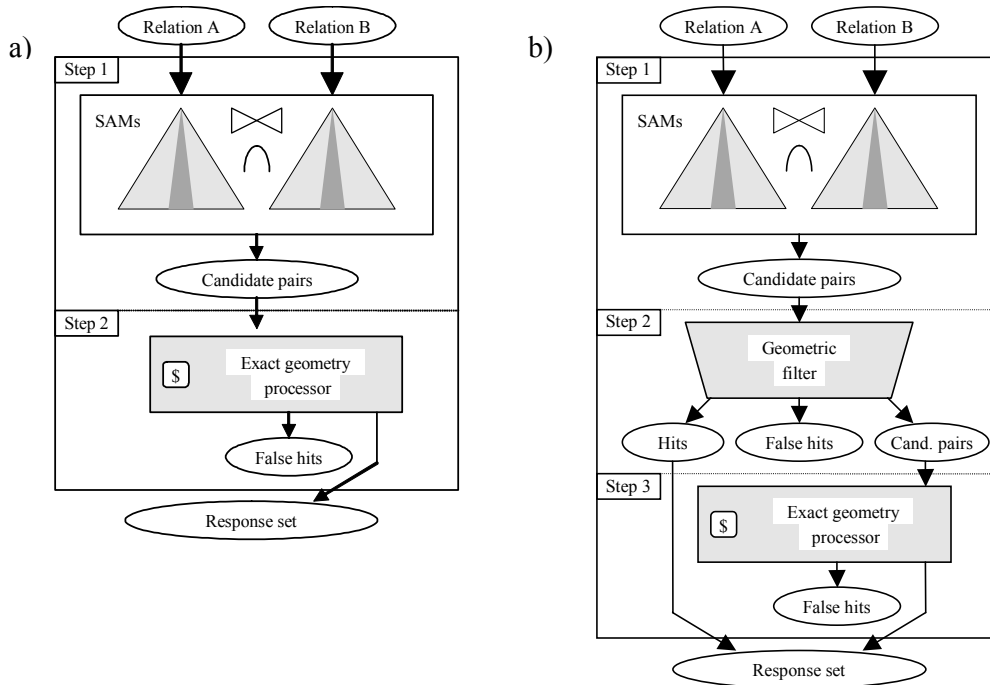 a)
Relation A
Relation B
Step 1
SAMs
Candidate pairs
Step 2
$
Exact geometry
processor
False hits
Response set
b)
Relation A
Relation B
Step 1
SAMs
Candidate pairs
Step 2
Geometric
filter
Hits
False hits
Cand. pairs
Step 3
$
Exact geometry
processor
False hits
Response set